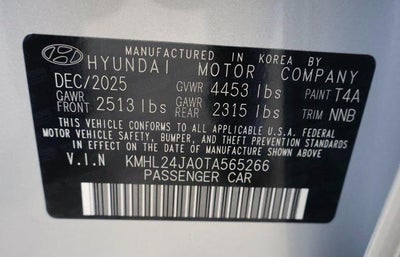 MANUFACTURED IN KOREA BY
HYUNDAI MOTOR COMPANY
DEC/2025 GVWR 4453 lbs PAINT T4A
GAWR FRONT 2513 lbs GAWR REAR 2315 lbs TRIM NNB
THIS VEHICLE CONFORMS TO ALL APPLICABLE U.S.A. FEDERAL
MOTOR VEHICLE SAFETY, BUMPER, AND THEFT PREVENTION
STANDARDS IN EFFECT ON THE DATE OF MANUFACTURE SHOWN ABOVE.
V.I.N KMHL24JA0TA565266
PASSENGER CAR